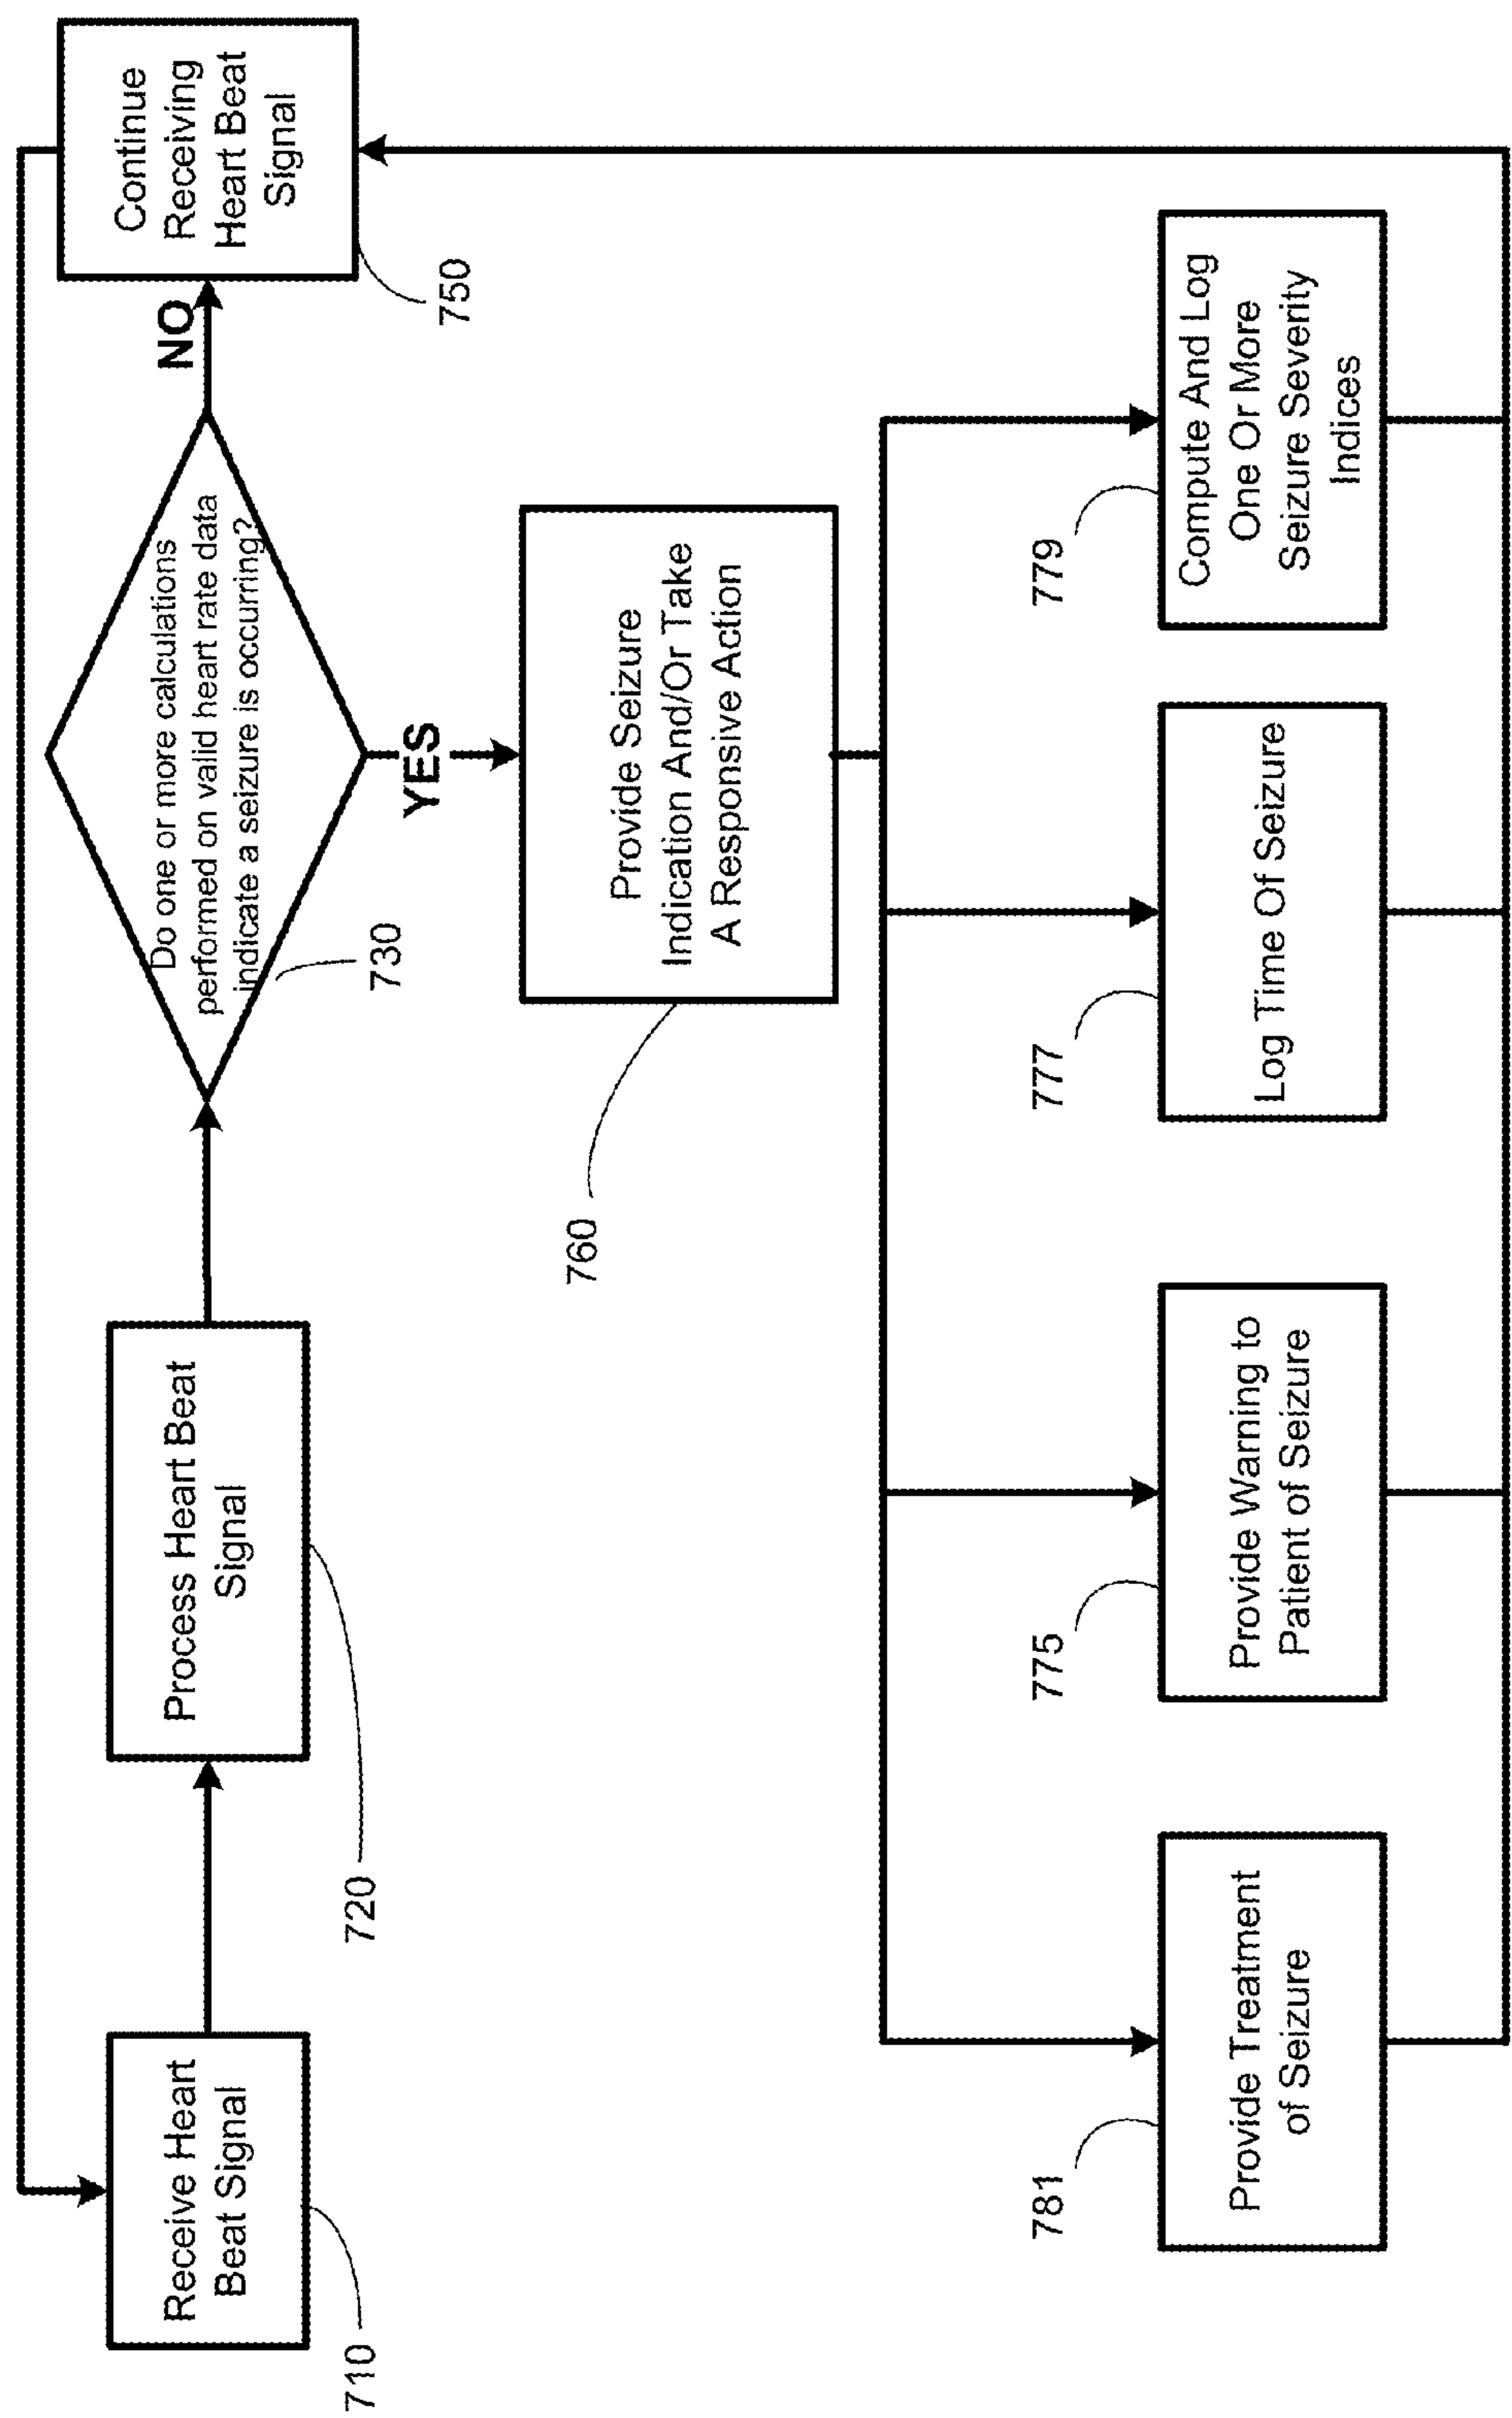 Receive Heart
Beat Signal
710
Process Heart Beat
Signal
720
Do one or more calculations
performed on valid heart rate data
indicate a seizure is occurring?
730
NO
Continue
Receiving
Heart Beat
Signal
750
YES
Provide Seizure
Indication And/Or Take
A Responsive Action
760
781
Provide Treatment
of Seizure
775
Provide Warning to
Patient of Seizure
777
Log Time Of Seizure
779
Compute And Log
One Or More
Seizure Severity
Indices